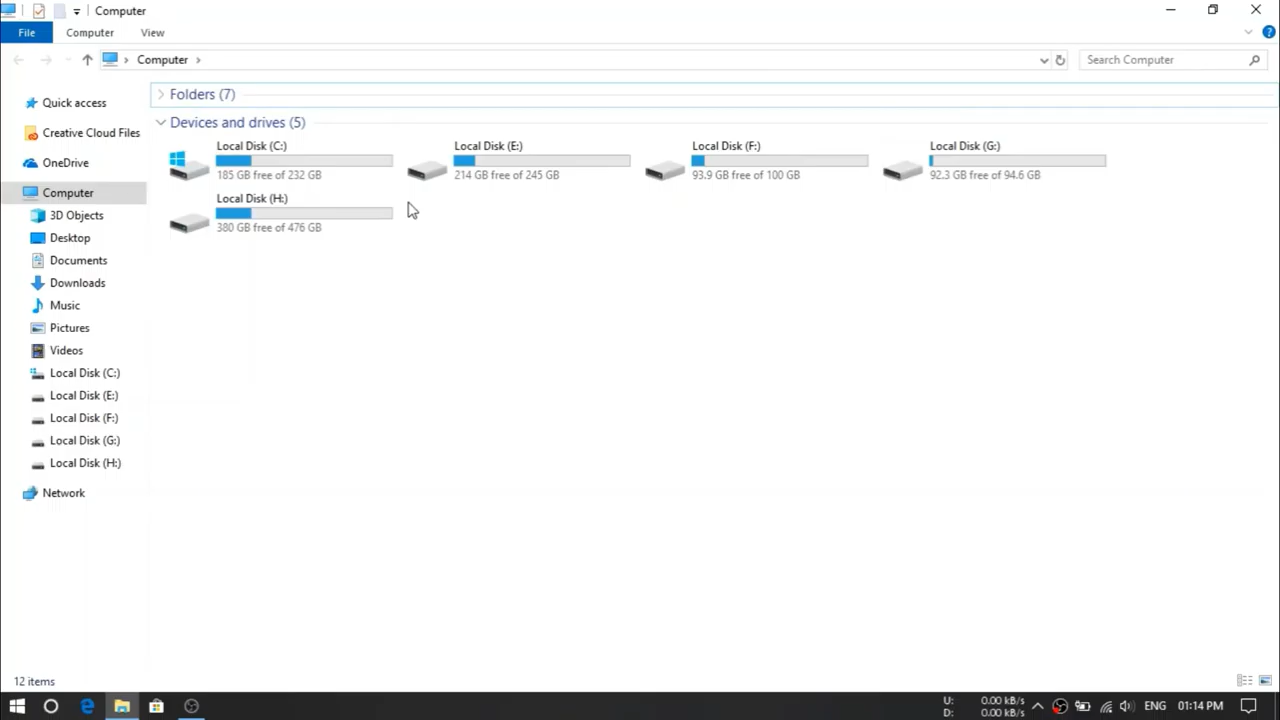 Computer
File
Computer
View
Computer
Search Computer
Quick access
Creative Cloud Files
OneDrive
Computer
3D Objects
Desktop
Documents
Downloads
Music
Pictures
Videos
Local Disk (C:)
Local Disk (E:)
Local Disk (F:)
Local Disk (G:)
Local Disk (H:)
Network
Folders (7)
Devices and drives (5)
Local Disk (C:)
185 GB free of 232 GB
Local Disk (E:)
214 GB free of 245 GB
Local Disk (F:)
93.9 GB free of 100 GB
Local Disk (G:)
92.3 GB free of 94.6 GB
Local Disk (H:)
380 GB free of 476 GB
12 items
U: 0.00 kB/s
D: 0.00 kB/s
ENG
01:14 PM